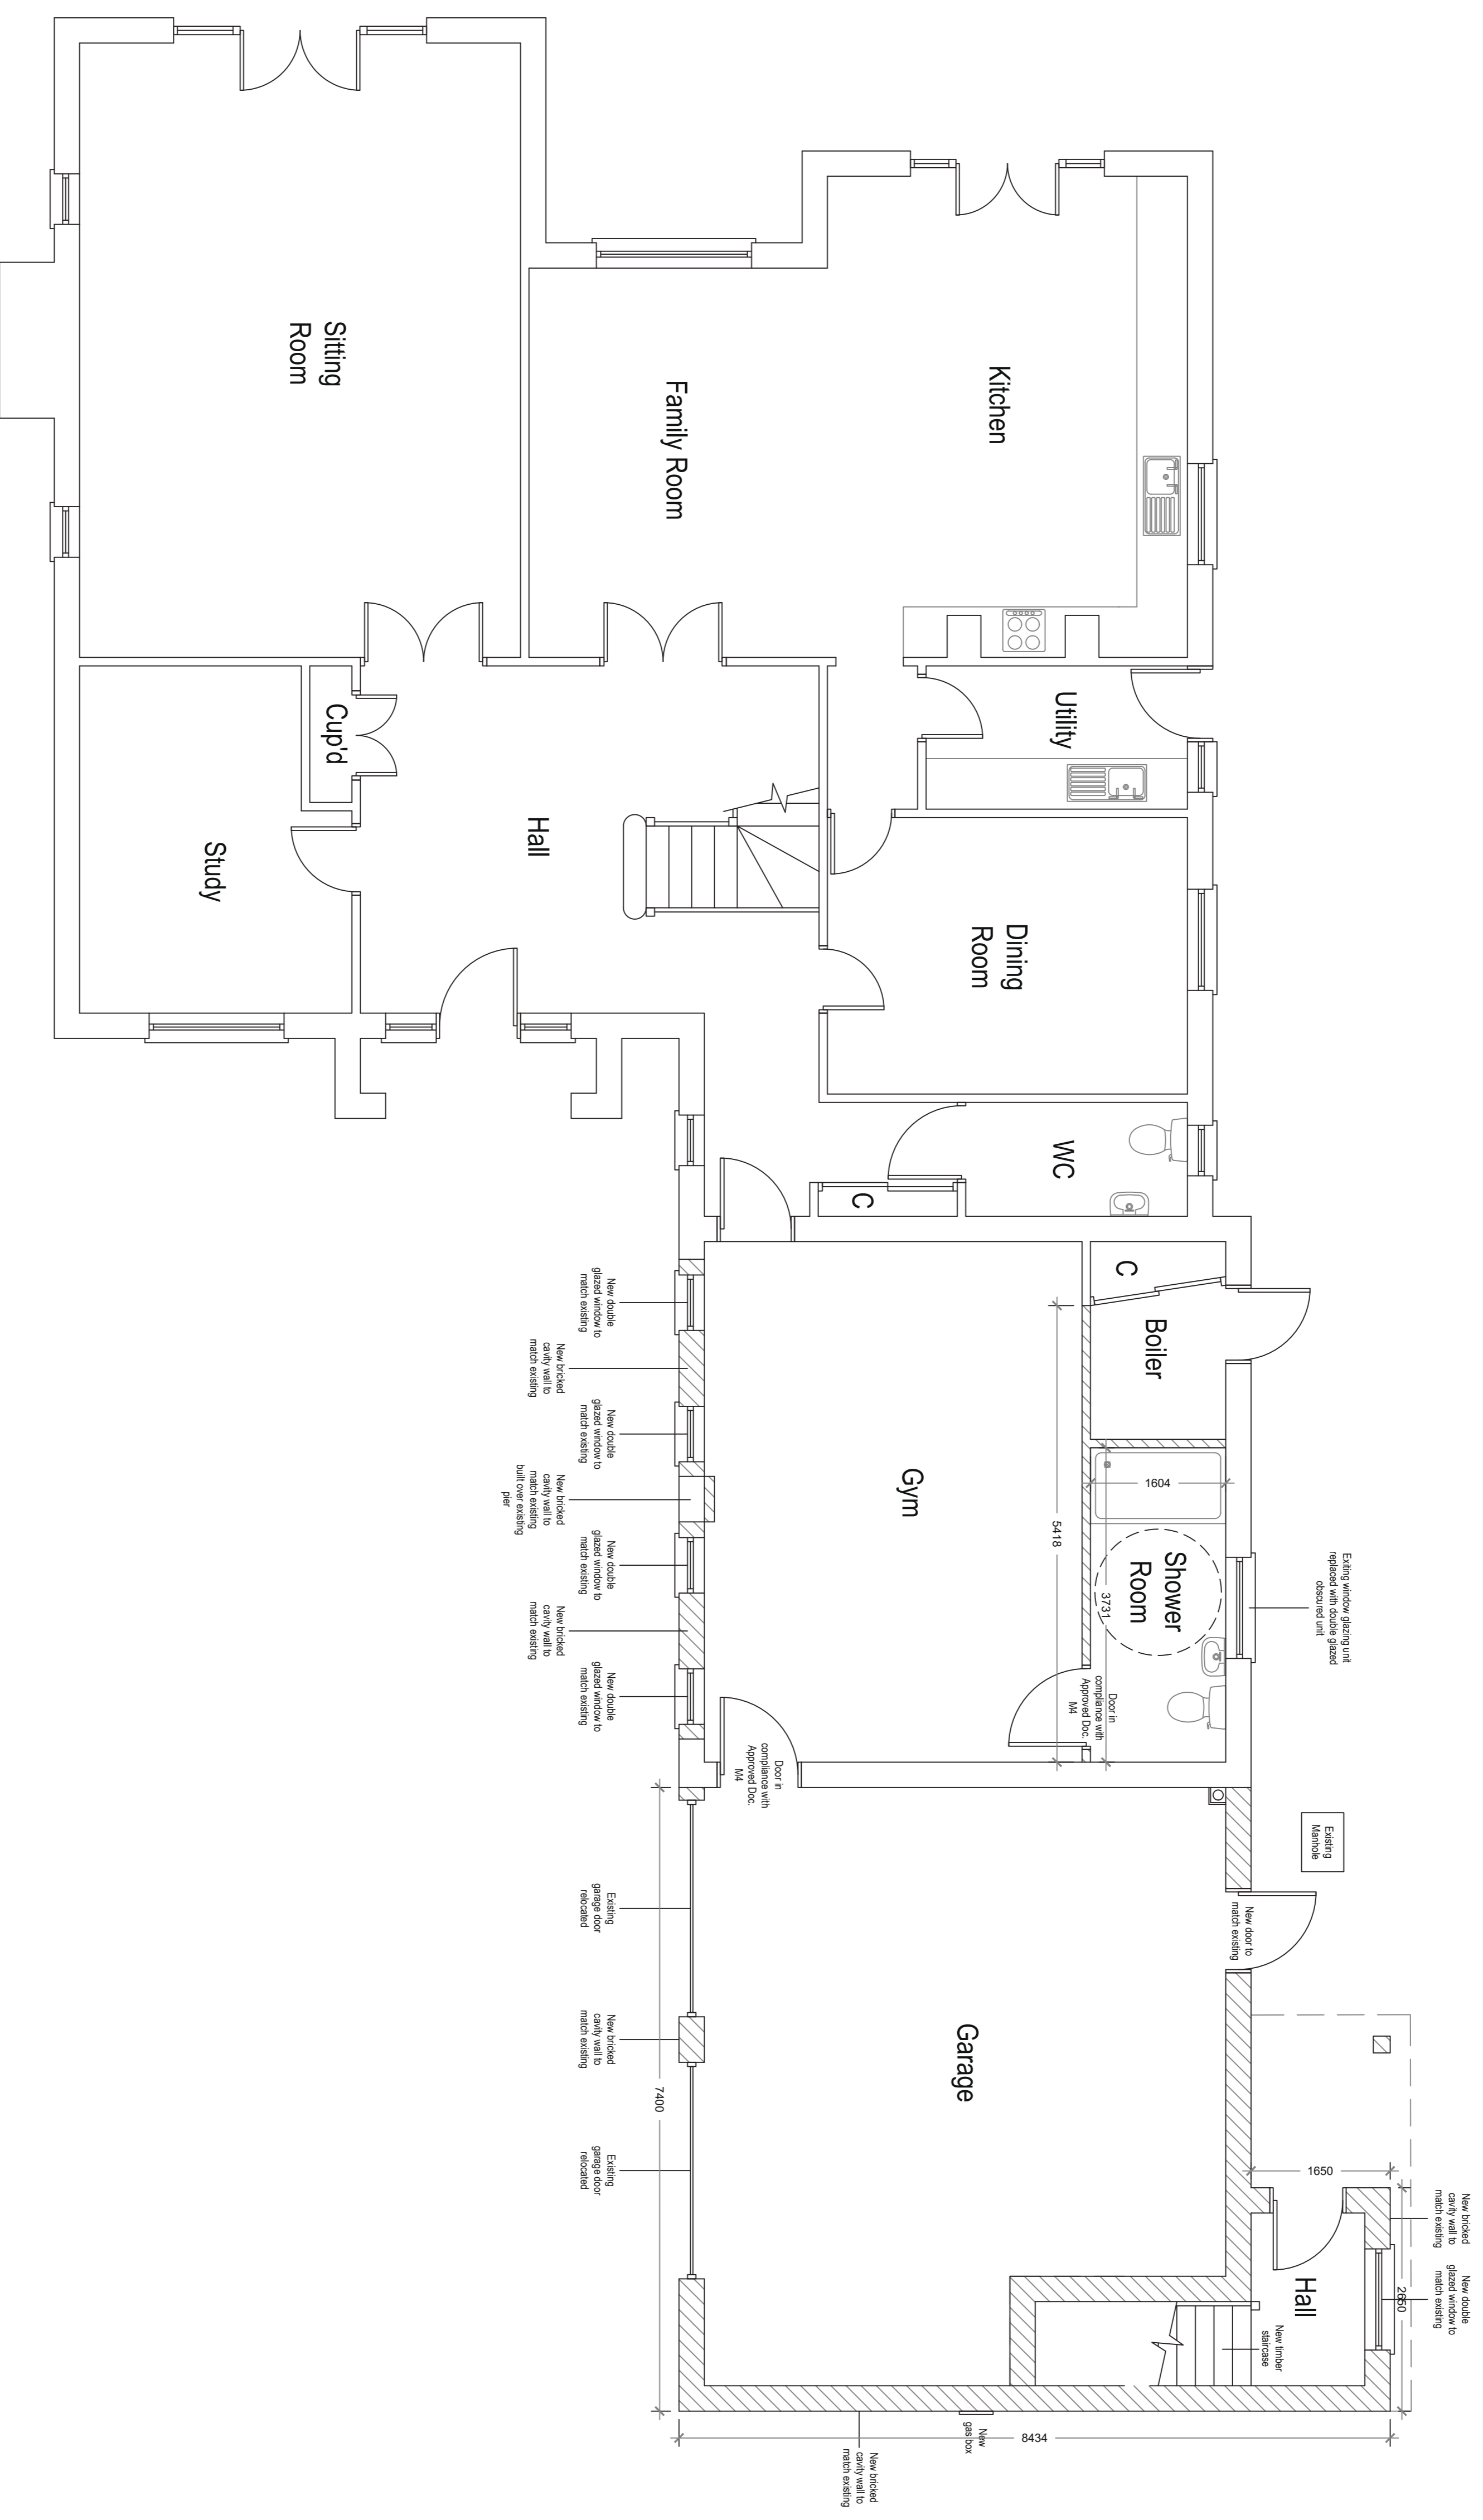 Sitting
Room
Family Room
Kitchen
Utility
Cup'd
Hall
Study
Dining
Room
WC
C
C
Boiler
Gym
Shower
Room
1604
5418
3731
Exiting window glazing unit
replaced with double glazed
obscured unit
Door in
compliance with
Approved Doc.
M4
Door in
compliance with
Approved Doc.
M4
New double
glazed window to
match existing
New bricked
cavity wall to
match existing
New double
glazed window to
match existing
New bricked
cavity wall to
match existing
built over existing
pier
New double
glazed window to
match existing
New bricked
cavity wall to
match existing
New double
glazed window to
match existing
Existing
Manhole
New door to
match existing
Garage
Existing
garage door
relocated
New bricked
cavity wall to
match existing
7400
Existing
garage door
relocated
1650
New bricked
cavity wall to
match existing
New double
glazed window to
match existing
2650
Hall
New timber
staircase
New
gas box
8434
New bricked
cavity wall to
match existing